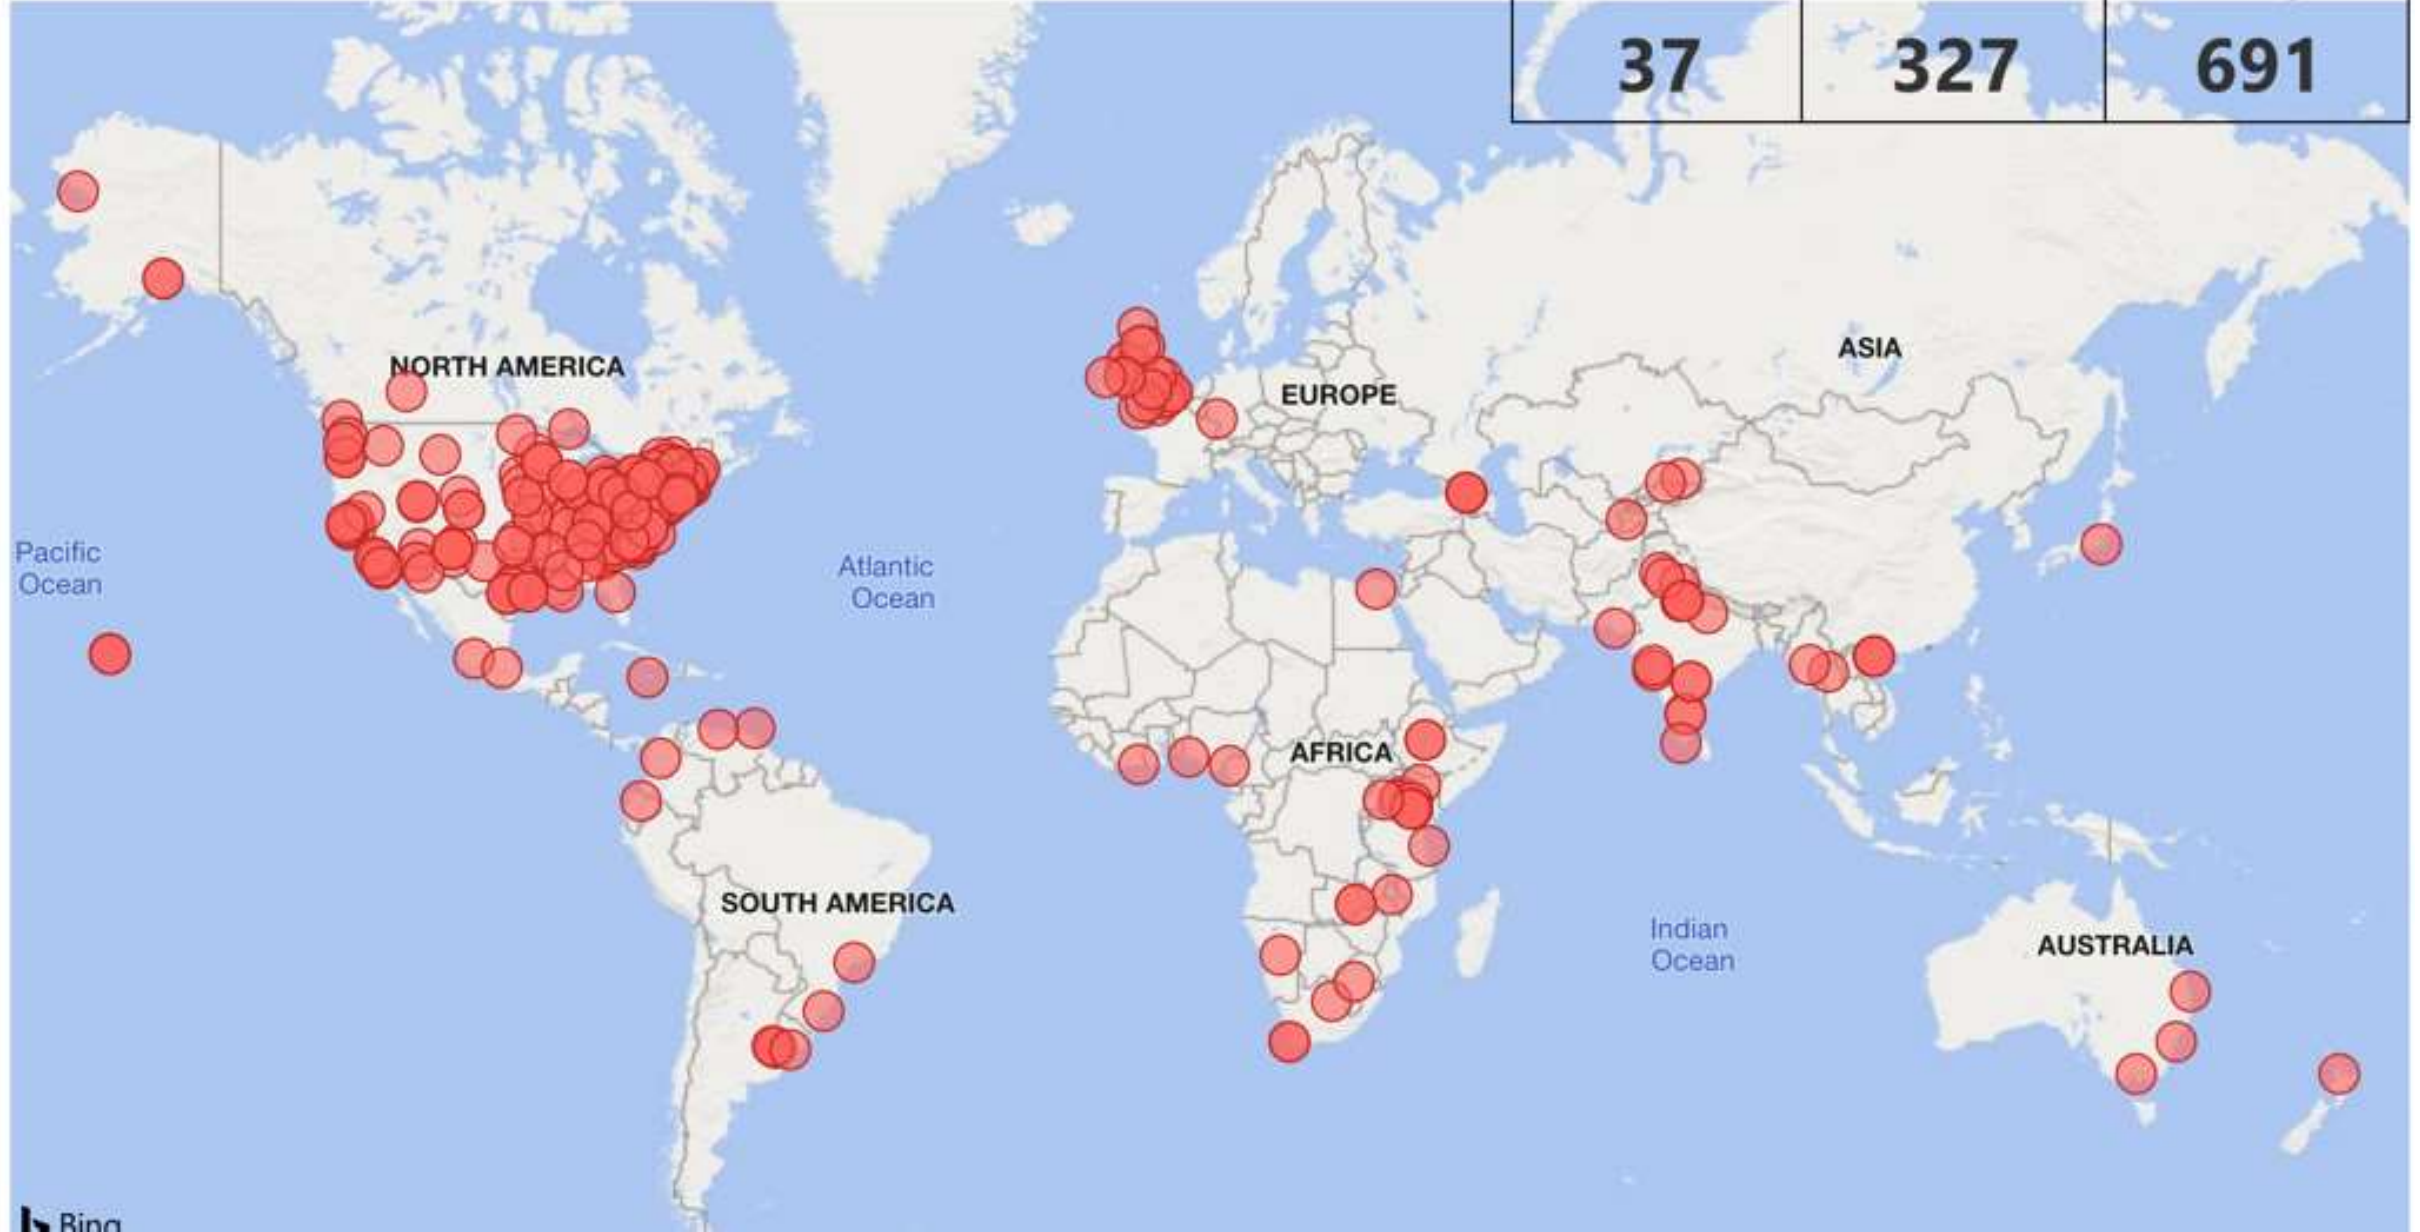 37 327 691
NORTH AMERICA
ASIA
EUROPE
Pacific
Ocean
Atlantic
Ocean
AFRICA
SOUTH AMERICA
Indian
Ocean
AUSTRALIA
Bing